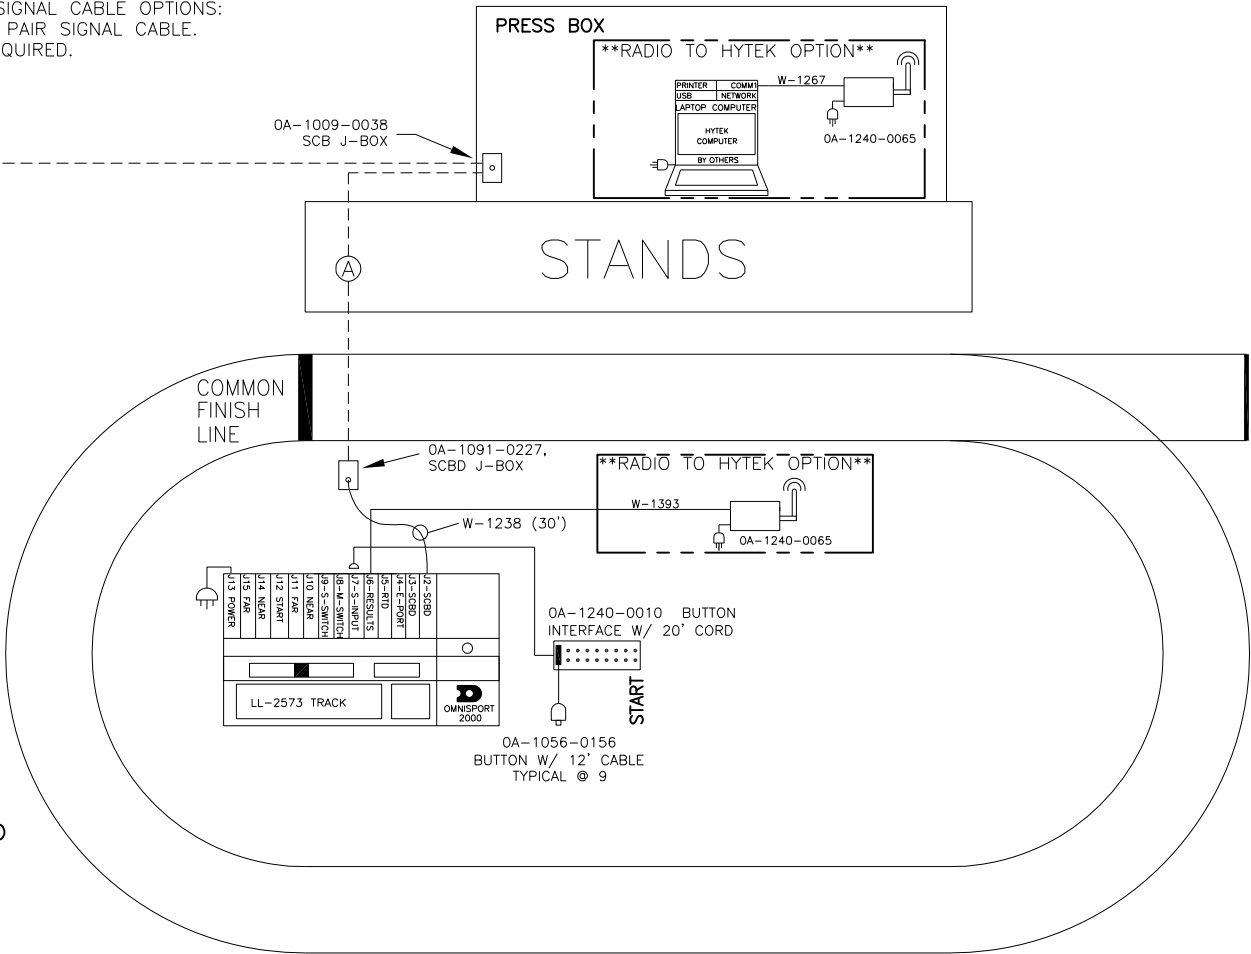 SIGNAL CABLE OPTIONS:
PAIR SIGNAL CABLE.
QUIRED.
PRESS BOX
**RADIO TO HYTEK OPTION**
W-1267
PRINTER COMM1
USB NETWORK
LAPTOP COMPUTER
HYTEK
COMPUTER
BY OTHERS
0A-1240-0065
0A-1009-0038
SCB J-BOX
STANDS
A
COMMON
FINISH
LINE
0A-1091-0227,
SCBD J-BOX
**RADIO TO HYTEK OPTION**
W-1393
0A-1240-0065
W-1238 (30')
J13 POWER
J15 FAR
J14 NEAR
J12 START
J11 FAR
J10 NEAR
J9-S-SWITCH
J8-M-SWITCH
J7-S-INPUT
J6-RESULTS
J5-RTD
J4-E-PORT
J3-SCBD
J2-SCBD
LL-2573 TRACK
OMNISPORT
2000
0A-1240-0010 BUTTON
INTERFACE W/ 20' CORD
START
0A-1056-0156
BUTTON W/ 12' CABLE
TYPICAL @ 9